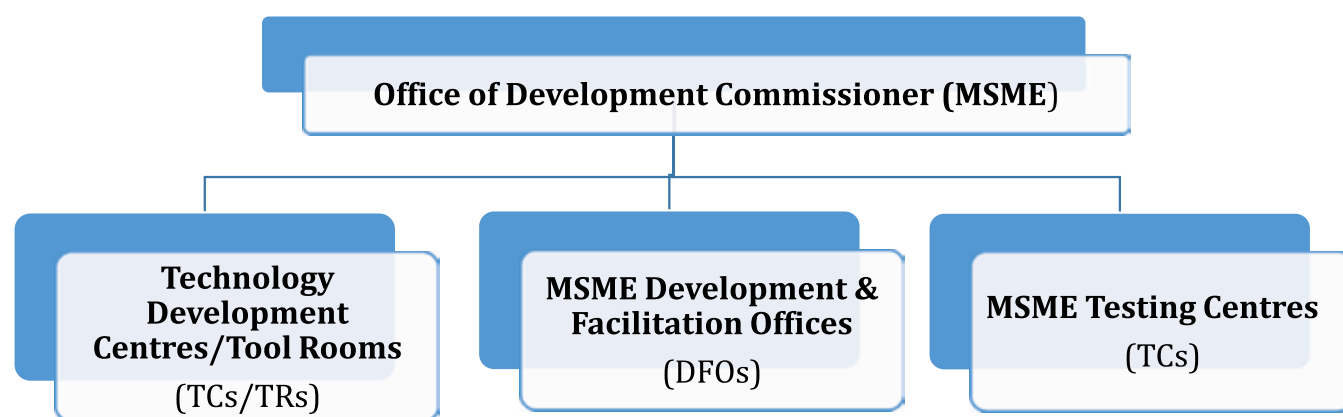 Office of Development Commissioner (MSME)
Technology
Development
Centres/Tool Rooms
(TCs/TRs)
MSME Development &
Facilitation Offices
(DFOs)
MSME Testing Centres
(TCs)